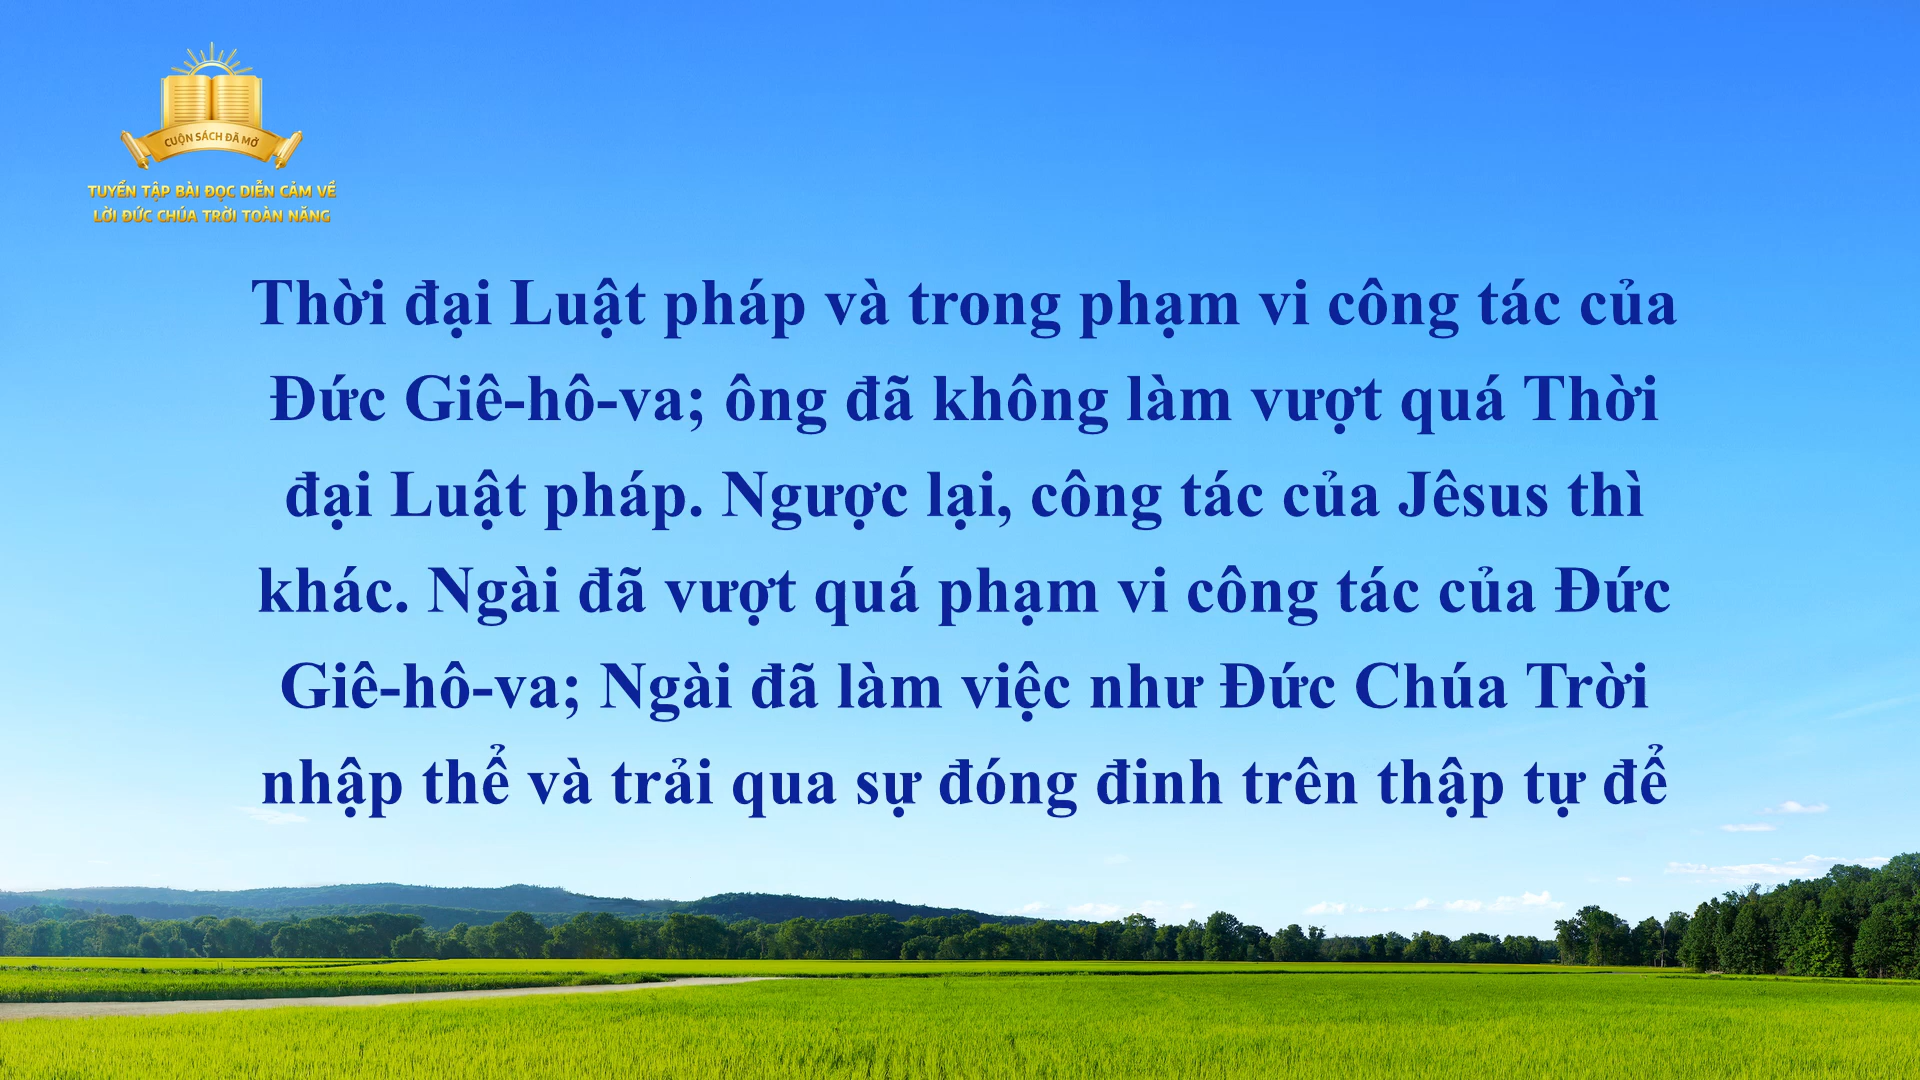 CUỘN SÁCH ĐÃ MỞ
TUYỂN TẬP BÀI ĐỌC DIỄN CẢM VỀ
LỜI ĐỨC CHÚA TRỜI TOÀN NĂNG
Thời đại Luật pháp và trong phạm vi công tác của
Đức Giê-hô-va; ông đã không làm vượt quá Thời
đại Luật pháp. Ngược lại, công tác của Jêsus thì
khác. Ngài đã vượt quá phạm vi công tác của Đức
Giê-hô-va; Ngài đã làm việc như Đức Chúa Trời
nhập thể và trải qua sự đóng đinh trên thập tự để